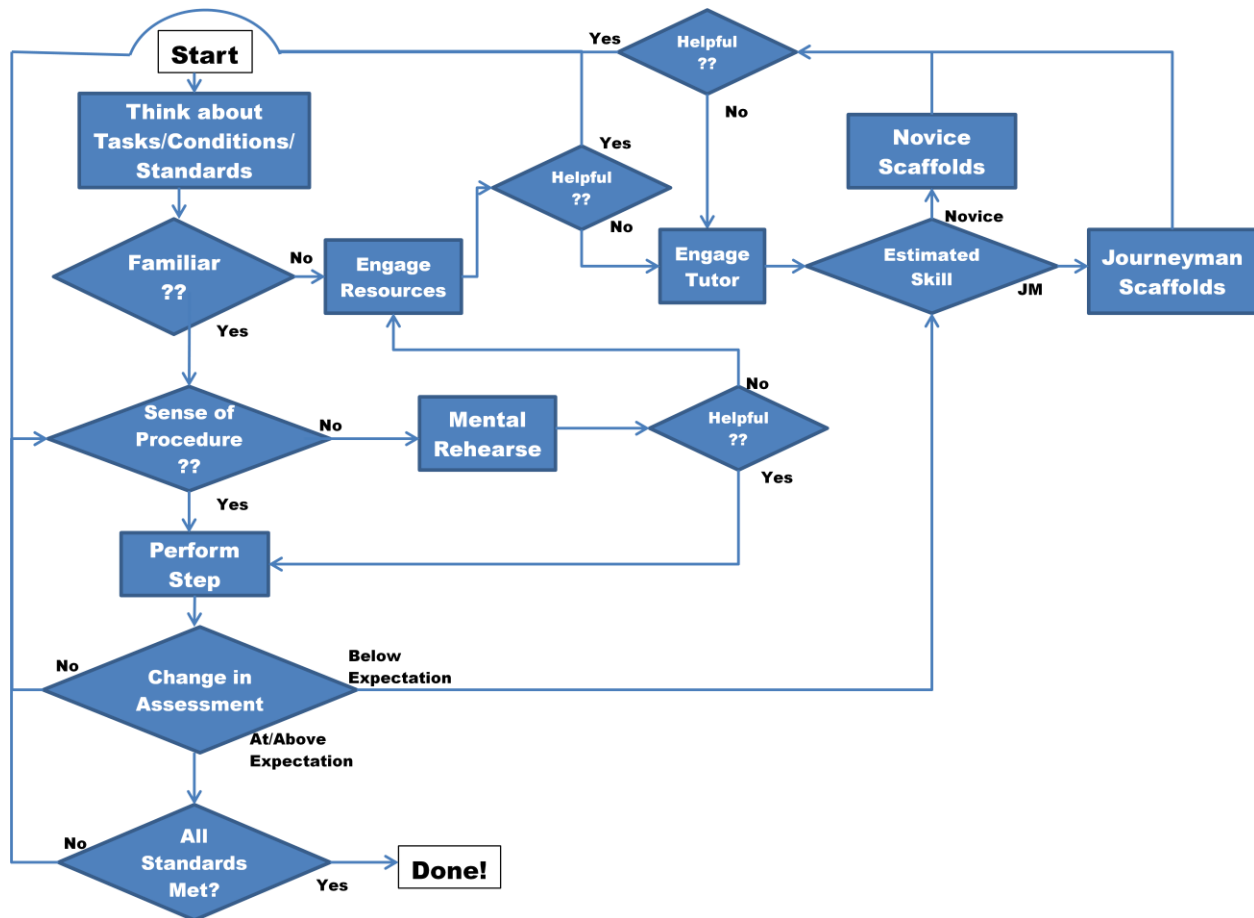 Start
Think about
Tasks/Conditions/
Standards
Familiar
??
No
Yes
Engage
Resources
Helpful
??
Yes
No
Helpful
??
Yes
No
Engage
Tutor
Estimated
Skill
Novice
JM
Novice
Scaffolds
Journeyman
Scaffolds
Sense of
Procedure
??
No
Yes
Mental
Rehearse
Helpful
??
No
Yes
Perform
Step
Change in
Assessment
No
Below
Expectation
At/Above
Expectation
All
Standards
Met?
No
Yes
Done!